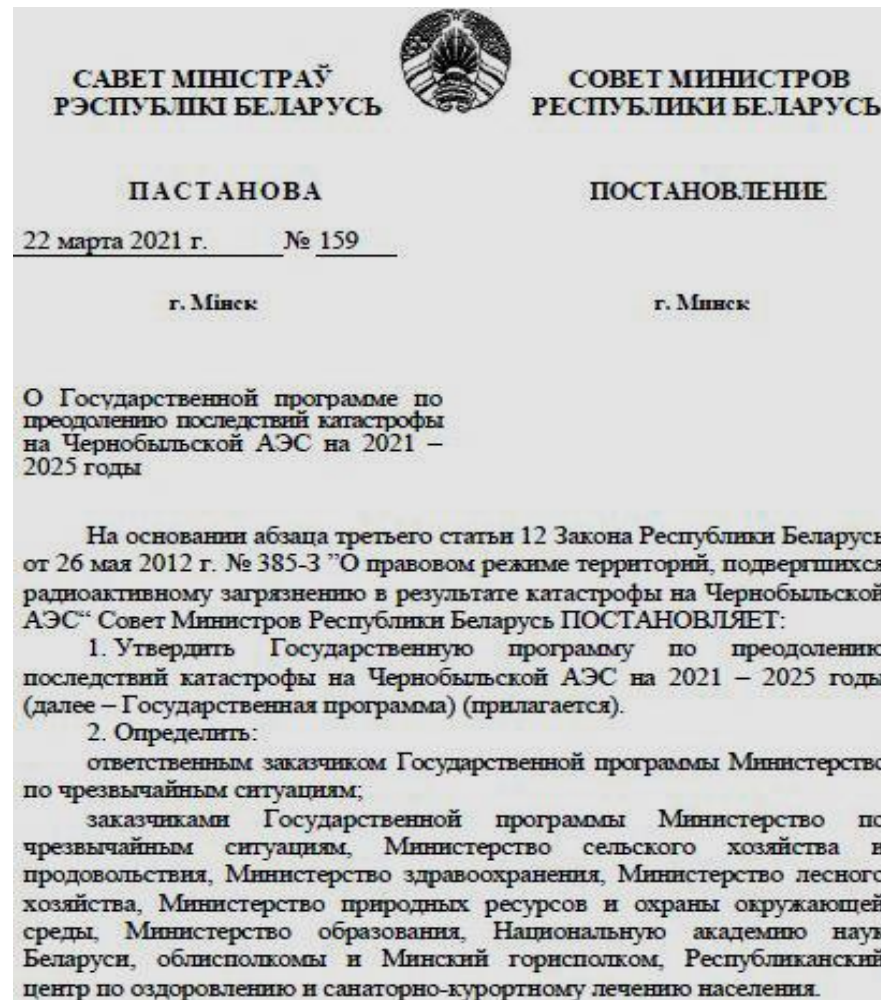 САВЕТ МІНІСТРАЎ
РЭСПУБЛІКІ БЕЛАРУСЬ
СОВЕТ МИНИСТРОВ
РЕСПУБЛИКИ БЕЛАРУСЬ
ПАСТАНОВА
ПОСТАНОВЛЕНИЕ
22 марта 2021 г. № 159
г. Мінск
г. Минск
О Государственной программе по
преодолению последствий катастрофы
на Чернобыльской АЭС на 2021 –
2025 годы
На основании абзаца третьего статьи 12 Закона Республики Беларусь
от 26 мая 2012 г. № 385-З ”О правовом режиме территорий, подвергшихся
радиоактивному загрязнению в результате катастрофы на Чернобыльской
АЭС“ Совет Министров Республики Беларусь ПОСТАНОВЛЯЕТ:
1. Утвердить Государственную программу по преодолению
последствий катастрофы на Чернобыльской АЭС на 2021 – 2025 годы
(далее – Государственная программа) (прилагается).
2. Определить:
ответственным заказчиком Государственной программы Министерство
по чрезвычайным ситуациям;
заказчиками Государственной программы Министерство по
чрезвычайным ситуациям, Министерство сельского хозяйства и
продовольствия, Министерство здравоохранения, Министерство лесного
хозяйства, Министерство природных ресурсов и охраны окружающей
среды, Министерство образования, Национальную академию наук
Беларуси, облисполкомы и Минский горисполком, Республиканский
центр по оздоровлению и санаторно-курортному лечению населения.